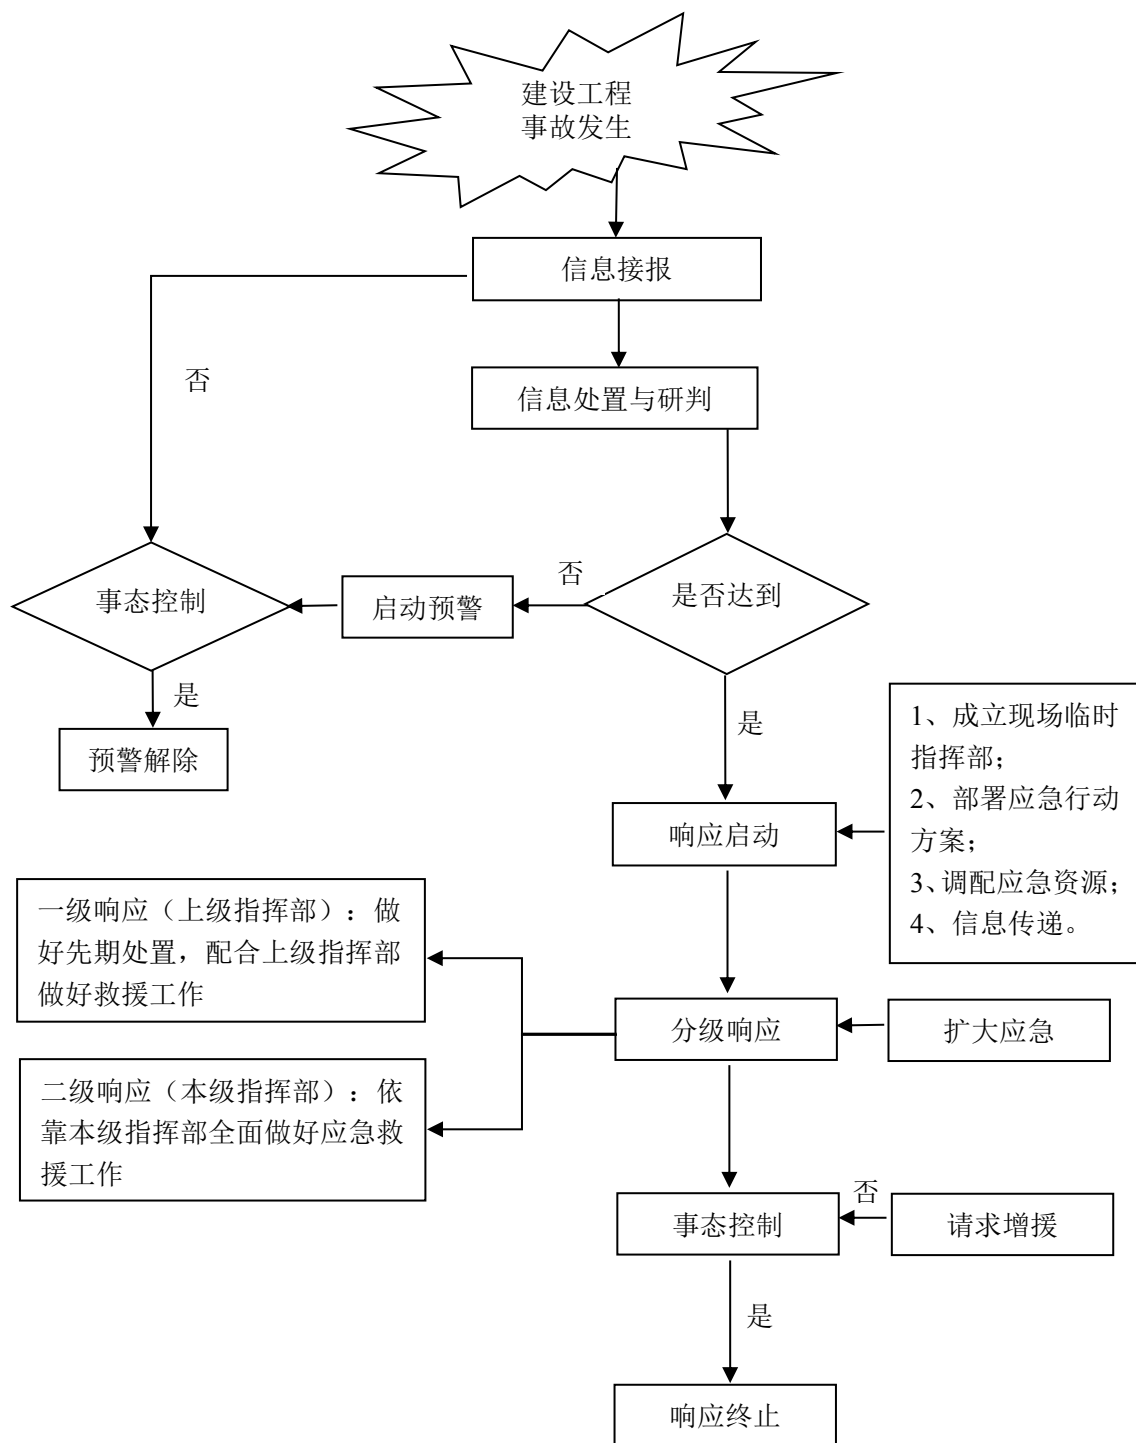 建设工程
事故发生
信息接报
否
信息处置与研判
事态控制
启动预警
否
是否达到
是
预警解除
是
1、成立现场临时
指挥部；
2、部署应急行动
方案；
3、调配应急资源；
4、信息传递。
响应启动
一级响应（上级指挥部）：做
好先期处置，配合上级指挥部
做好救援工作
分级响应
扩大应急
二级响应（本级指挥部）：依
靠本级指挥部全面做好应急救
援工作
事态控制
否
请求增援
是
响应终止